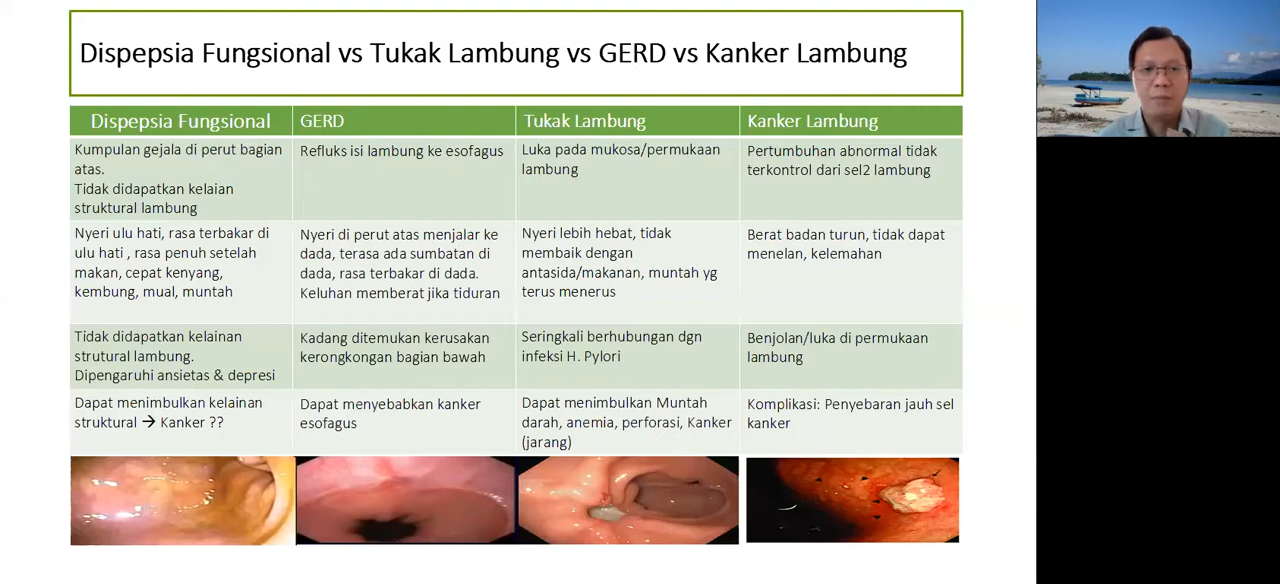 Dispepsia Fungsional vs Tukak Lambung vs GERD vs Kanker Lambung
Dispepsia Fungsional
GERD
Tukak Lambung
Kanker Lambung
Kumpulan gejala di perut bagian
atas.
Tidak didapatkan kelaian
struktural lambung
Refluks isi lambung ke esofagus
Luka pada mukosa/permukaan
lambung
Pertumbuhan abnormal tidak
terkontrol dari sel2 lambung
Nyeri ulu hati, rasa terbakar di
ulu hati , rasa penuh setelah
makan, cepat kenyang,
kembung, mual, muntah
Nyeri di perut atas menjalar ke
dada, terasa ada sumbatan di
dada, rasa terbakar di dada.
Keluhan memberat jika tiduran
Nyeri lebih hebat, tidak
membaik dengan
antasida/makanan, muntah yg
terus menerus
Berat badan turun, tidak dapat
menelan, kelemahan
Tidak didapatkan kelainan
strutural lambung.
Dipengaruhi ansietas & depresi
Kadang ditemukan kerusakan
kerongkongan bagian bawah
Seringkali berhubungan dgn
infeksi H. Pylori
Benjolan/luka di permukaan
lambung
Dapat menimbulkan kelainan
struktural → Kanker ??
Dapat menyebabkan kanker
esofagus
Dapat menimbulkan Muntah
darah, anemia, perforasi, Kanker
(jarang)
Komplikasi: Penyebaran jauh sel
kanker